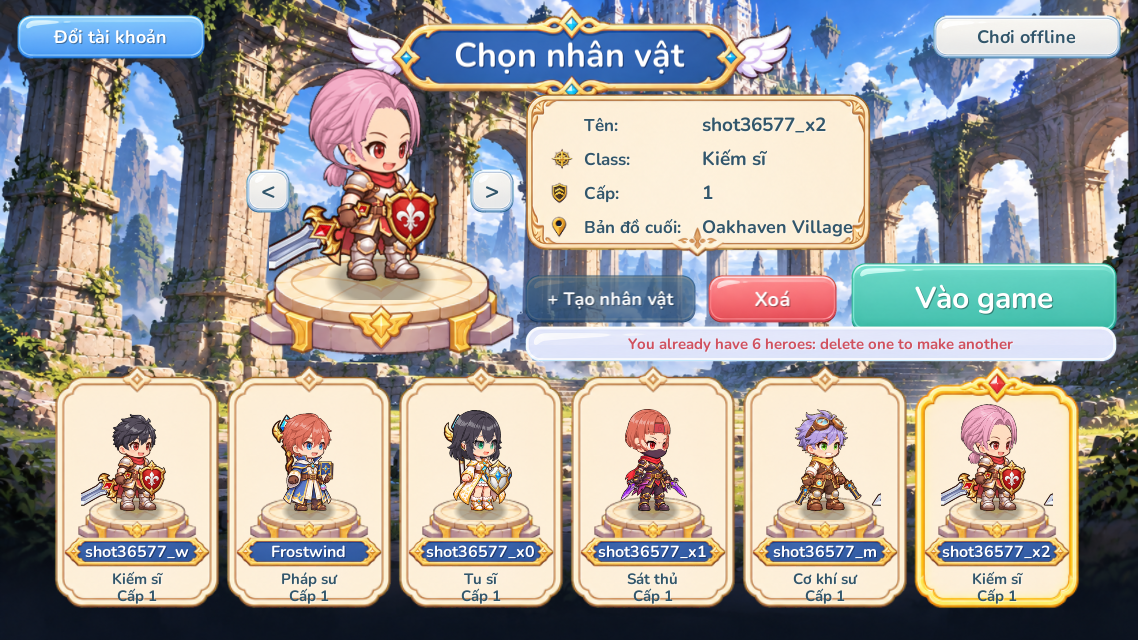 Đổi tài khoản
Chọn nhân vật
Chơi offline
Tên: shot36577_x2
Class: Kiếm sĩ
Cấp: 1
Bản đồ cuối: Oakhaven Village
<
>
+ Tạo nhân vật
Xoá
Vào game
You already have 6 heroes: delete one to make another
shot36577_w
Kiếm sĩ
Cấp 1
Frostwind
Pháp sư
Cấp 1
shot36577_x0
Tu sĩ
Cấp 1
shot36577_x1
Sát thủ
Cấp 1
shot36577_m
Cơ khí sư
Cấp 1
shot36577_x2
Kiếm sĩ
Cấp 1